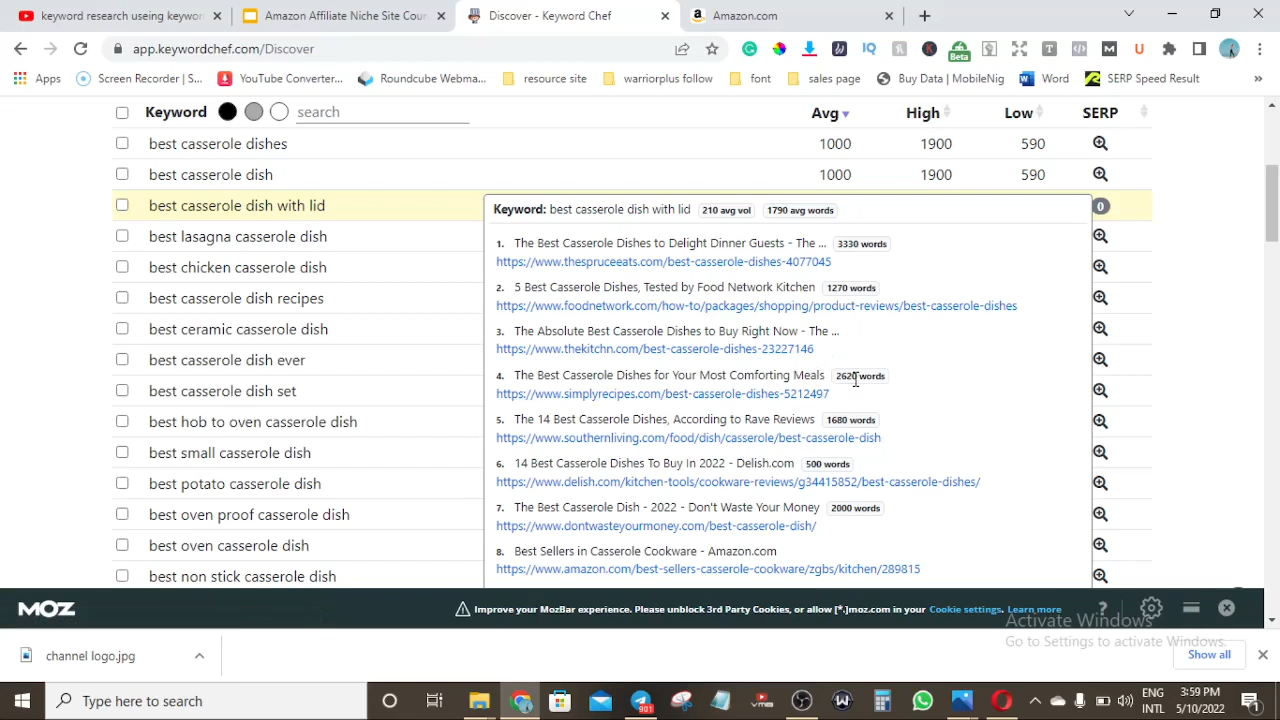 keyword research using keyword
Amazon Affiliate Niche Site Cour
Discover - Keyword Chef
Amazon.com
app.keywordchef.com/Discover
Beta
Apps
Screen Recorder | S...
YouTube Converter...
Roundcube Webma...
resource site
warriorplus follow
font
sales page
Buy Data | MobileNig
Word
SERP Speed Result
Keyword
search
Avg
High
Low
SERP
best casserole dishes 1000 1900 590
best casserole dish 1000 1900 590
best casserole dish with lid 0
best lasagna casserole dish
best chicken casserole dish
best casserole dish recipes
best ceramic casserole dish
best casserole dish ever
best casserole dish set
best hob to oven casserole dish
best small casserole dish
best potato casserole dish
best oven proof casserole dish
best oven casserole dish
best non stick casserole dish
Keyword: best casserole dish with lid 210 avg vol 1790 avg words
1. The Best Casserole Dishes to Delight Dinner Guests - The ... 3330 words
https://www.thespruceeats.com/best-casserole-dishes-4077045
2. 5 Best Casserole Dishes, Tested by Food Network Kitchen 1270 words
https://www.foodnetwork.com/how-to/packages/shopping/product-reviews/best-casserole-dishes
3. The Absolute Best Casserole Dishes to Buy Right Now - The ...
https://www.thekitchn.com/best-casserole-dishes-23227146
4. The Best Casserole Dishes for Your Most Comforting Meals 2620 words
https://www.simplyrecipes.com/best-casserole-dishes-5212497
5. The 14 Best Casserole Dishes, According to Rave Reviews 1680 words
https://www.southernliving.com/food/dish/casserole/best-casserole-dish
6. 14 Best Casserole Dishes To Buy In 2022 - Delish.com 500 words
https://www.delish.com/kitchen-tools/cookware-reviews/g34415852/best-casserole-dishes/
7. The Best Casserole Dish - 2022 - Don't Waste Your Money 2000 words
https://www.dontwasteyourmoney.com/best-casserole-dish/
8. Best Sellers in Casserole Cookware - Amazon.com
https://www.amazon.com/best-sellers-casserole-cookware/zgbs/kitchen/289815
MOZ
Improve your MozBar experience. Please unblock 3rd Party Cookies, or allow [*.]moz.com in your Cookie settings. Learn more
Activate Windows
Go to Settings to activate Windows.
channel logo.jpg
Show all
Type here to search
901
ENG
INTL
3:59 PM
5/10/2022
1